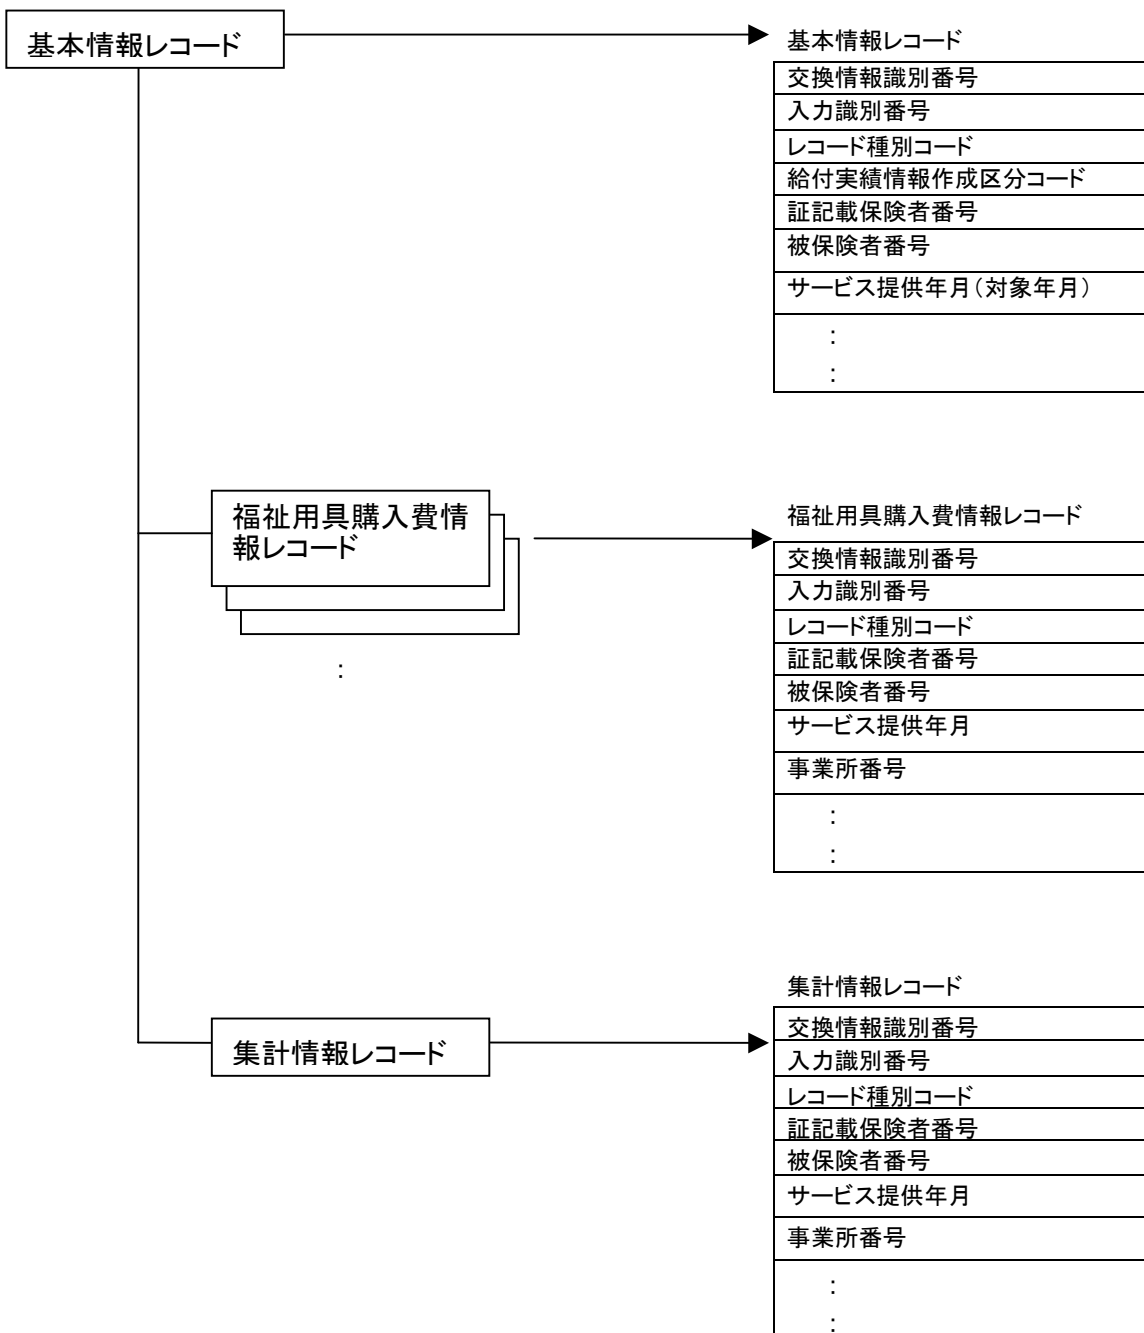 基本情報レコード
基本情報レコード
交換情報識別番号
入力識別番号
レコード種別コード
給付実績情報作成区分コード
証記載保険者番号
被保険者番号
サービス提供年月(対象年月)
:
:
福祉用具購入費情
報レコード
:
福祉用具購入費情報レコード
交換情報識別番号
入力識別番号
レコード種別コード
証記載保険者番号
被保険者番号
サービス提供年月
事業所番号
:
:
集計情報レコード
集計情報レコード
交換情報識別番号
入力識別番号
レコード種別コード
証記載保険者番号
被保険者番号
サービス提供年月
事業所番号
:
: